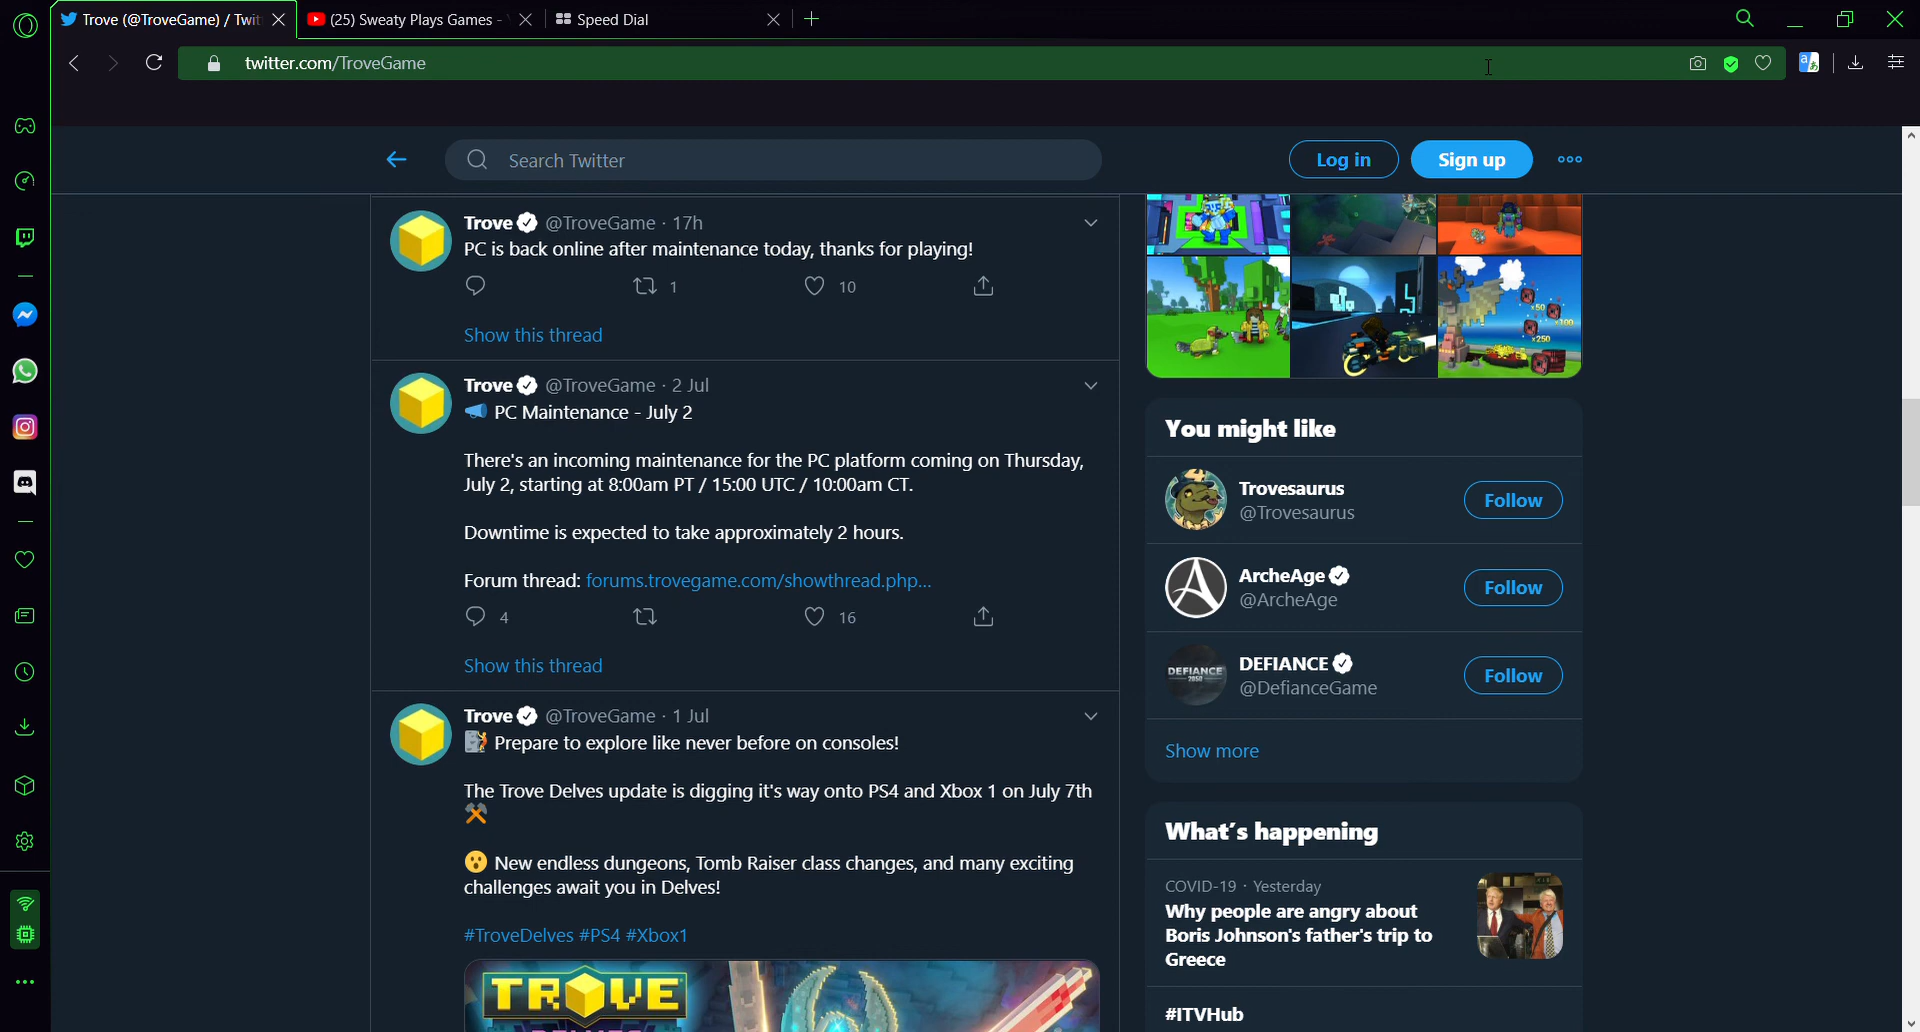 Trove (@TroveGame) / Twit
(25) Sweaty Plays Games -
Speed Dial
twitter.com/TroveGame
Search Twitter
Log in
Sign up
Trove @TroveGame · 17h
PC is back online after maintenance today, thanks for playing!
1
10
Show this thread
Trove @TroveGame · 2 Jul
PC Maintenance - July 2
There's an incoming maintenance for the PC platform coming on Thursday,
July 2, starting at 8:00am PT / 15:00 UTC / 10:00am CT.
Downtime is expected to take approximately 2 hours.
Forum thread: forums.trovegame.com/showthread.php...
4
16
Show this thread
Trove @TroveGame · 1 Jul
Prepare to explore like never before on consoles!
The Trove Delves update is digging it's way onto PS4 and Xbox 1 on July 7th
New endless dungeons, Tomb Raiser class changes, and many exciting
challenges await you in Delves!
#TroveDelves #PS4 #Xbox1
TROVE
x50
x100
x250
You might like
Trovesaurus
@Trovesaurus
Follow
ArcheAge
@ArcheAge
Follow
DEFIANCE
2050
DEFIANCE
@DefianceGame
Follow
Show more
What's happening
COVID-19 · Yesterday
Why people are angry about
Boris Johnson's father's trip to
Greece
#ITVHub